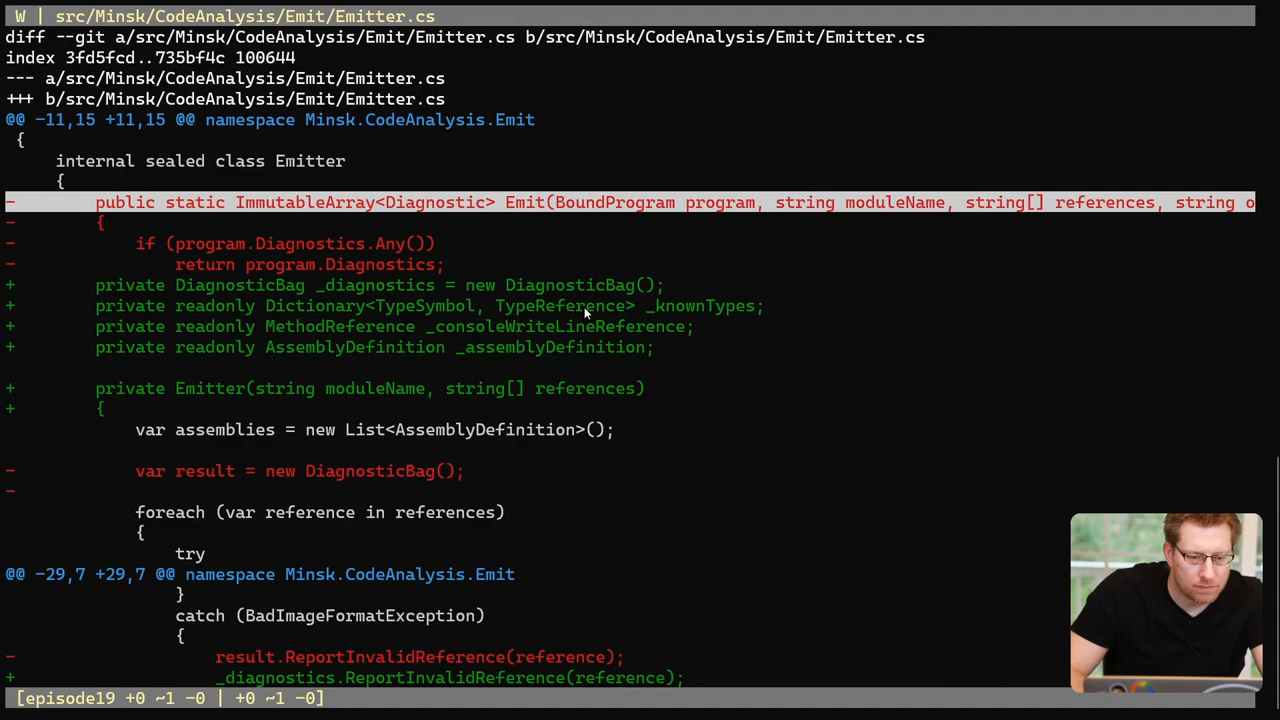 W | src/Minsk/CodeAnalysis/Emit/Emitter.cs
diff --git a/src/Minsk/CodeAnalysis/Emit/Emitter.cs b/src/Minsk/CodeAnalysis/Emit/Emitter.cs
index 3fd5fcd..735bf4c 100644
--- a/src/Minsk/CodeAnalysis/Emit/Emitter.cs
+++ b/src/Minsk/CodeAnalysis/Emit/Emitter.cs
@@ -11,15 +11,15 @@ namespace Minsk.CodeAnalysis.Emit
 {
     internal sealed class Emitter
     {
-        public static ImmutableArray<Diagnostic> Emit(BoundProgram program, string moduleName, string[] references, string o
-        {
-            if (program.Diagnostics.Any())
-                return program.Diagnostics;
+        private DiagnosticBag _diagnostics = new DiagnosticBag();
+        private readonly Dictionary<TypeSymbol, TypeReference> _knownTypes;
+        private readonly MethodReference _consoleWriteLineReference;
+        private readonly AssemblyDefinition _assemblyDefinition;
+        private Emitter(string moduleName, string[] references)
+        {
             var assemblies = new List<AssemblyDefinition>();
-            var result = new DiagnosticBag();
-
             foreach (var reference in references)
             {
                 try
@@ -29,7 +29,7 @@ namespace Minsk.CodeAnalysis.Emit
                 }
                 catch (BadImageFormatException)
                 {
-                    result.ReportInvalidReference(reference);
+                    _diagnostics.ReportInvalidReference(reference);
[episode19 +0 ~1 -0 | +0 ~1 -0]